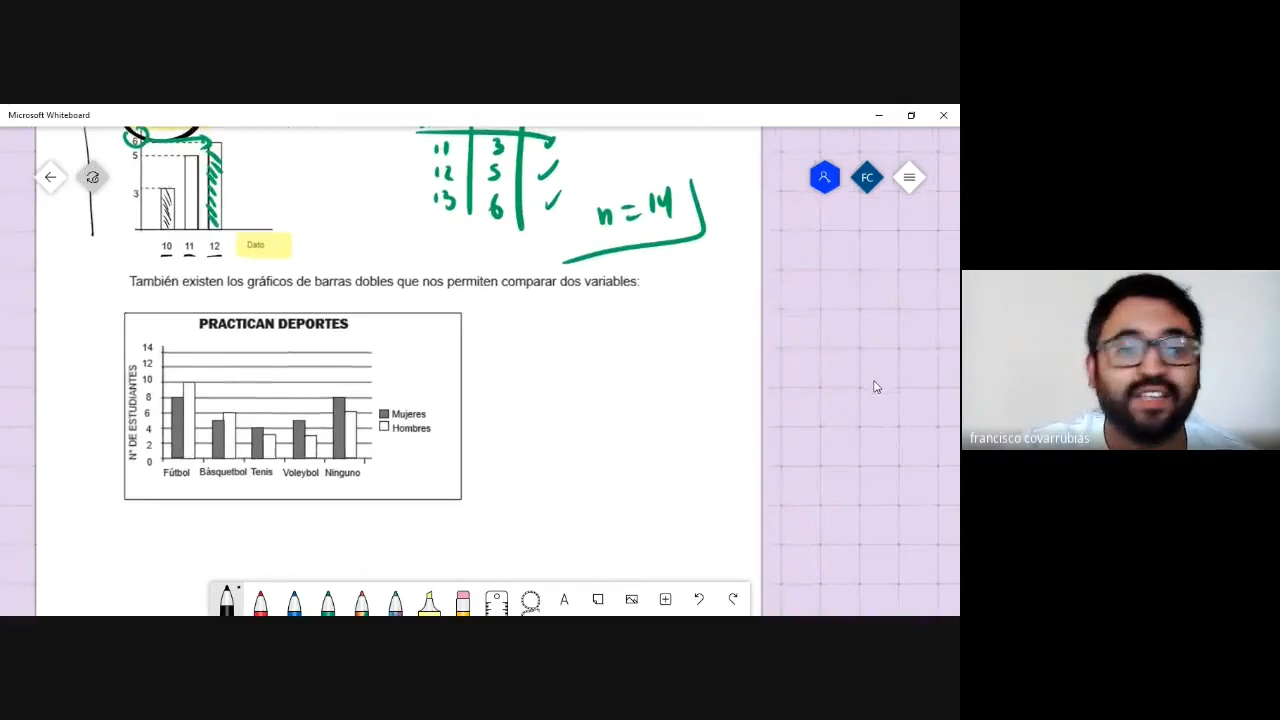 Microsoft Whiteboard
6
5
3
10 11 12 Dato
11 3
12 5
13 6
n = 14
FC
También existen los gráficos de barras dobles que nos permiten comparar dos variables:
PRACTICAN DEPORTES
N° DE ESTUDIANTES
14
12
10
8
6
4
2
0
Mujeres
Hombres
Fútbol Básquetbol Tenis Voleybol Ninguno
A
francisco covarrubias